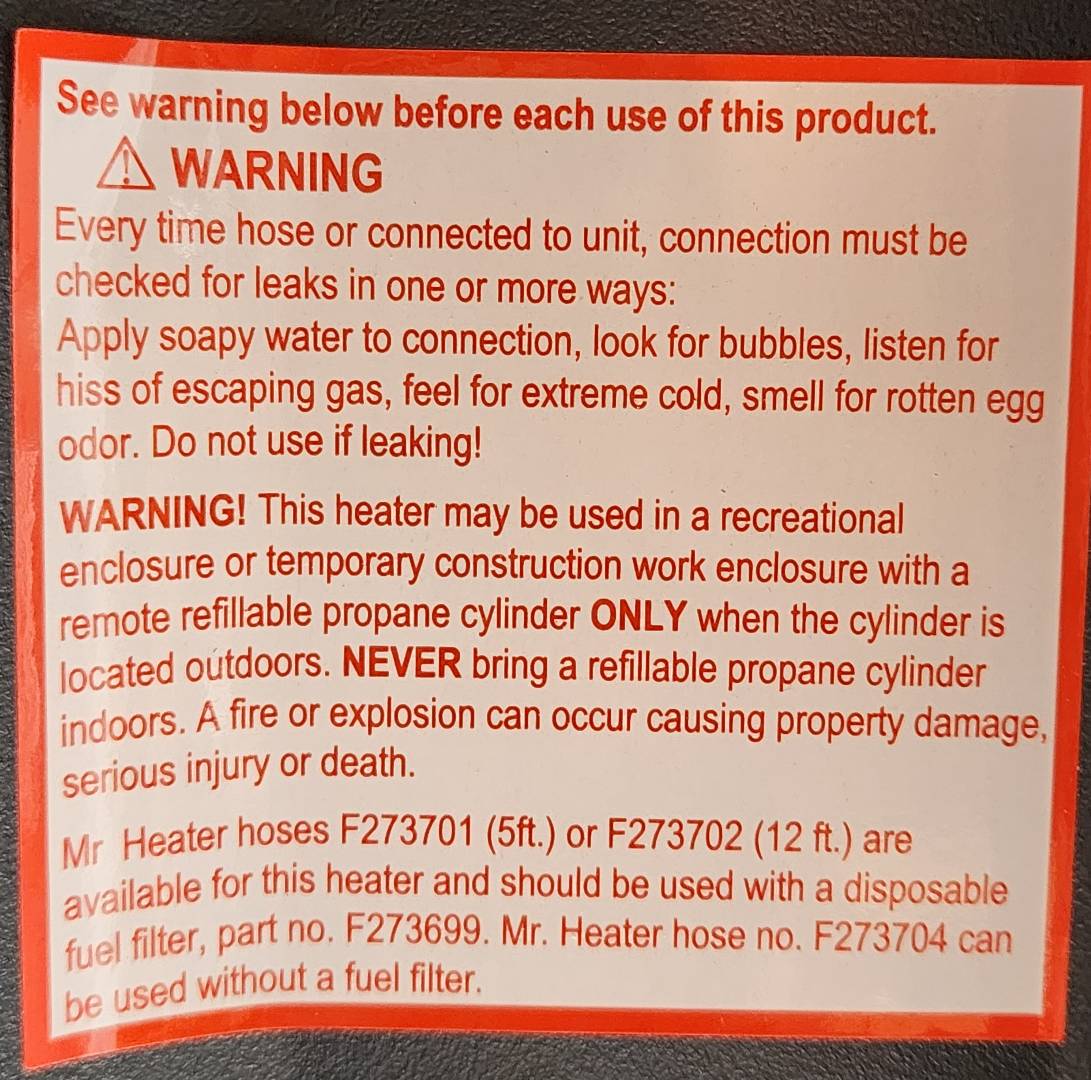 See warning below before each use of this product.
WARNING
Every time hose or connected to unit, connection must be
checked for leaks in one or more ways:
Apply soapy water to connection, look for bubbles, listen for
hiss of escaping gas, feel for extreme cold, smell for rotten egg
odor. Do not use if leaking!
WARNING! This heater may be used in a recreational
enclosure or temporary construction work enclosure with a
remote refillable propane cylinder ONLY when the cylinder is
located outdoors. NEVER bring a refillable propane cylinder
indoors. A fire or explosion can occur causing property damage,
serious injury or death.
Mr Heater hoses F273701 (5ft.) or F273702 (12 ft.) are
available for this heater and should be used with a disposable
fuel filter, part no. F273699. Mr. Heater hose no. F273704 can
be used without a fuel filter.